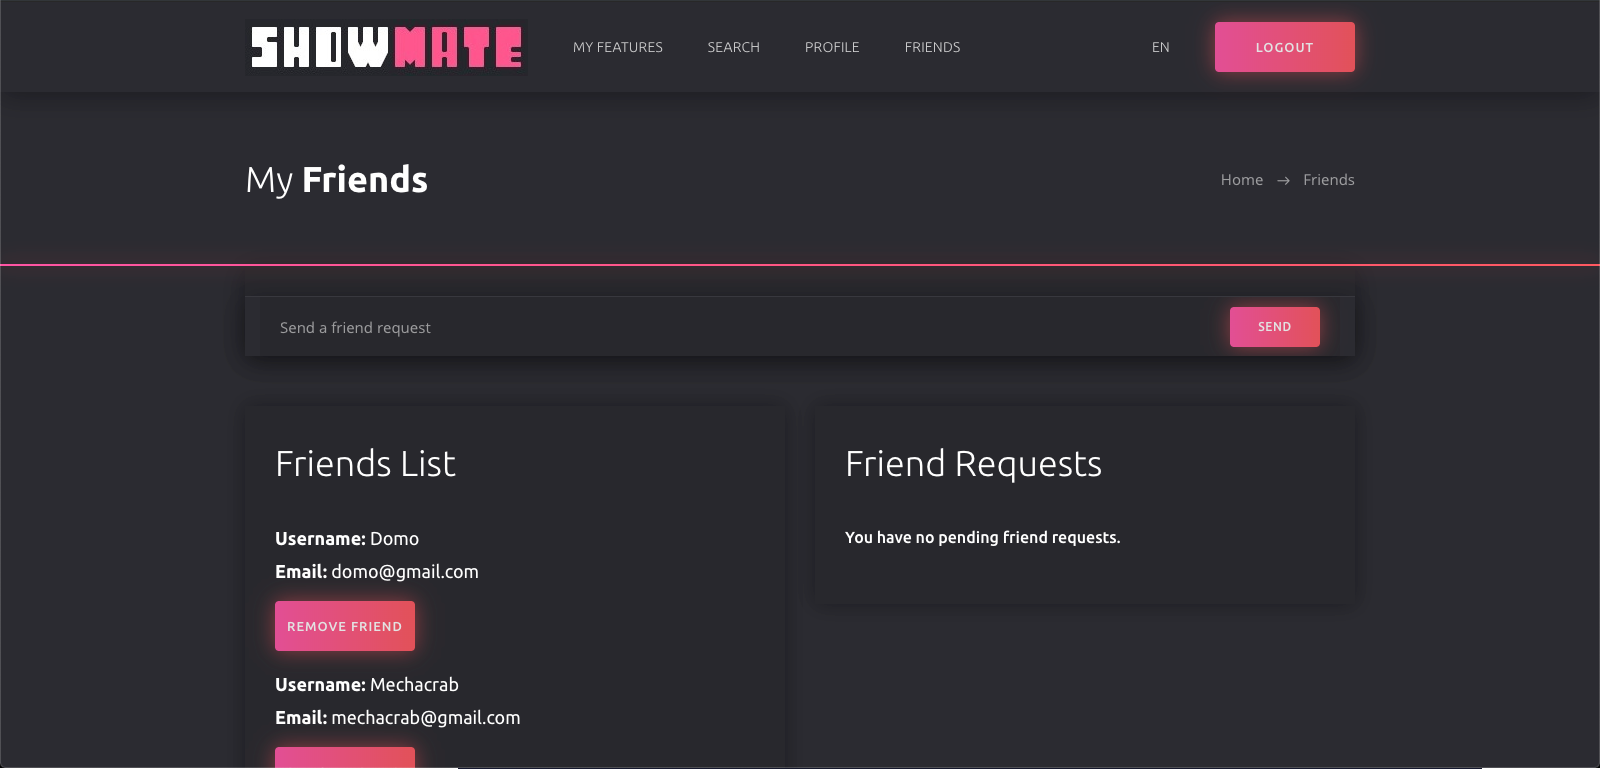 SHOWMATE
MY FEATURES
SEARCH
PROFILE
FRIENDS
EN
LOGOUT
My Friends
Home → Friends
Send a friend request
SEND
Friends List
Username: Domo
Email: domo@gmail.com
REMOVE FRIEND
Username: Mechacrab
Email: mechacrab@gmail.com
Friend Requests
You have no pending friend requests.